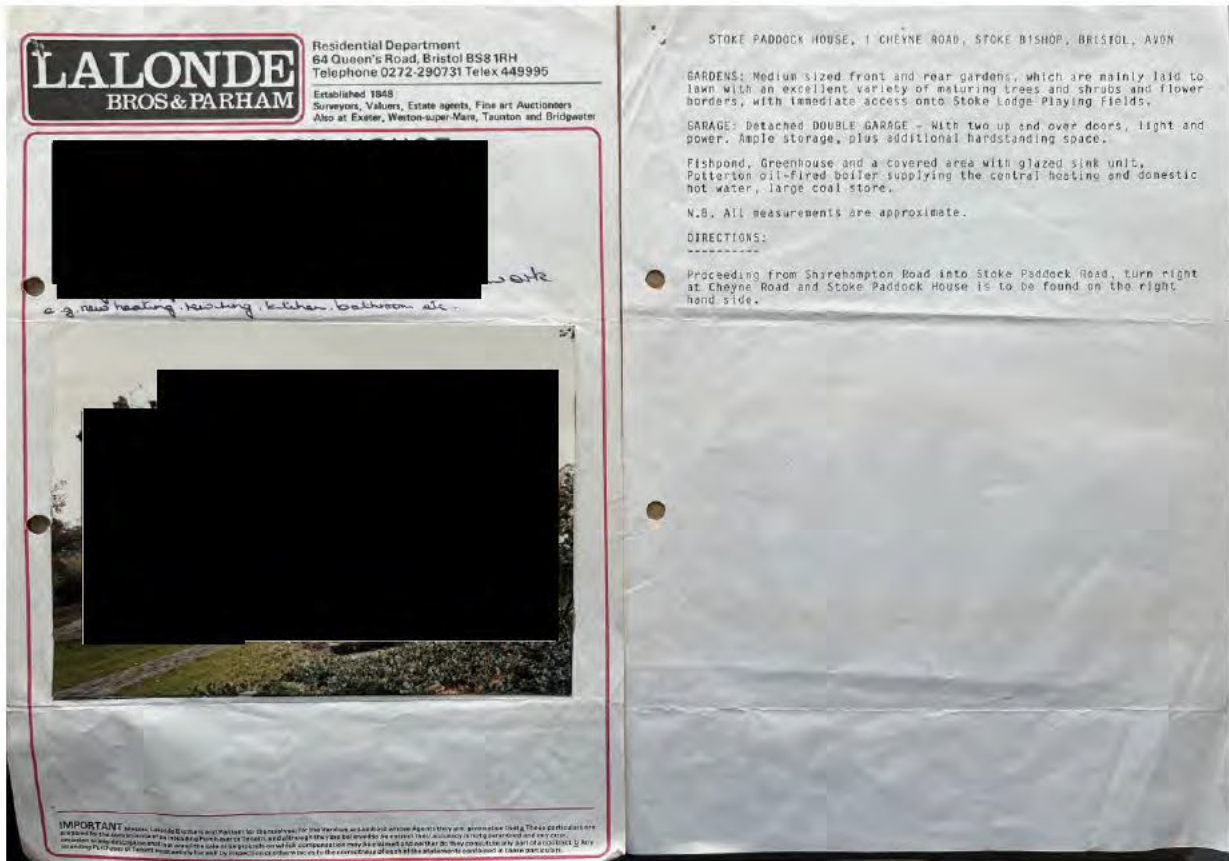 LALONDE
BROS & PARHAM
Residential Department
64 Queen's Road, Bristol BS8 1RH
Telephone 0272-290731 Telex 449995
Established 1848
Surveyors, Valuers, Estate agents, Fine art Auctioneers
Also at Exeter, Weston-super-Mare, Taunton and Bridgwater
work
e.g. new heating, rewiring, kitchen, bathroom etc.
IMPORTANT
STOKE PADDOCK HOUSE, 1 CHEYNE ROAD, STOKE BISHOP, BRISTOL, AVON
GARDENS: Medium sized front and rear gardens, which are mainly laid to
lawn with an excellent variety of maturing trees and shrubs and flower
borders, with immediate access onto Stoke Lodge Playing Fields.
GARAGE: Detached DOUBLE GARAGE - With two up and over doors, light and
power. Ample storage, plus additional hardstanding space.
Fishpond, Greenhouse and a covered area with glazed sink unit,
Potterton oil-fired boiler supplying the central heating and domestic
hot water, large coal store.
N.B. All measurements are approximate.
DIRECTIONS:
Proceeding from Shirehampton Road into Stoke Paddock Road, turn right
at Cheyne Road and Stoke Paddock House is to be found on the right
hand side.